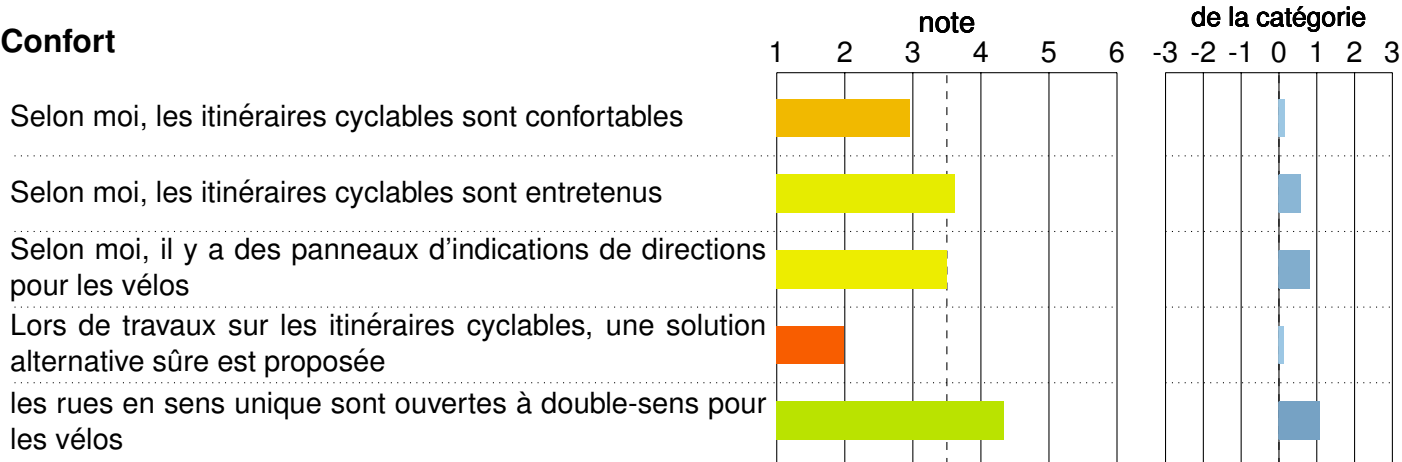 note
de la catégorie
Confort
1 2 3 4 5 6
-3 -2 -1 0 1 2 3
Selon moi, les itinéraires cyclable sont confortables
Selon moi, les itinéraires cyclables sont entretenus
Selon moi, il y a des panneaux d'indications de directions
pour les vélos
Lors de travaux sur les itinéraires cyclables, une solution
alternative sûre est proposée
les rues en sens unique sont ouvertes à double-sens pour
les vélos